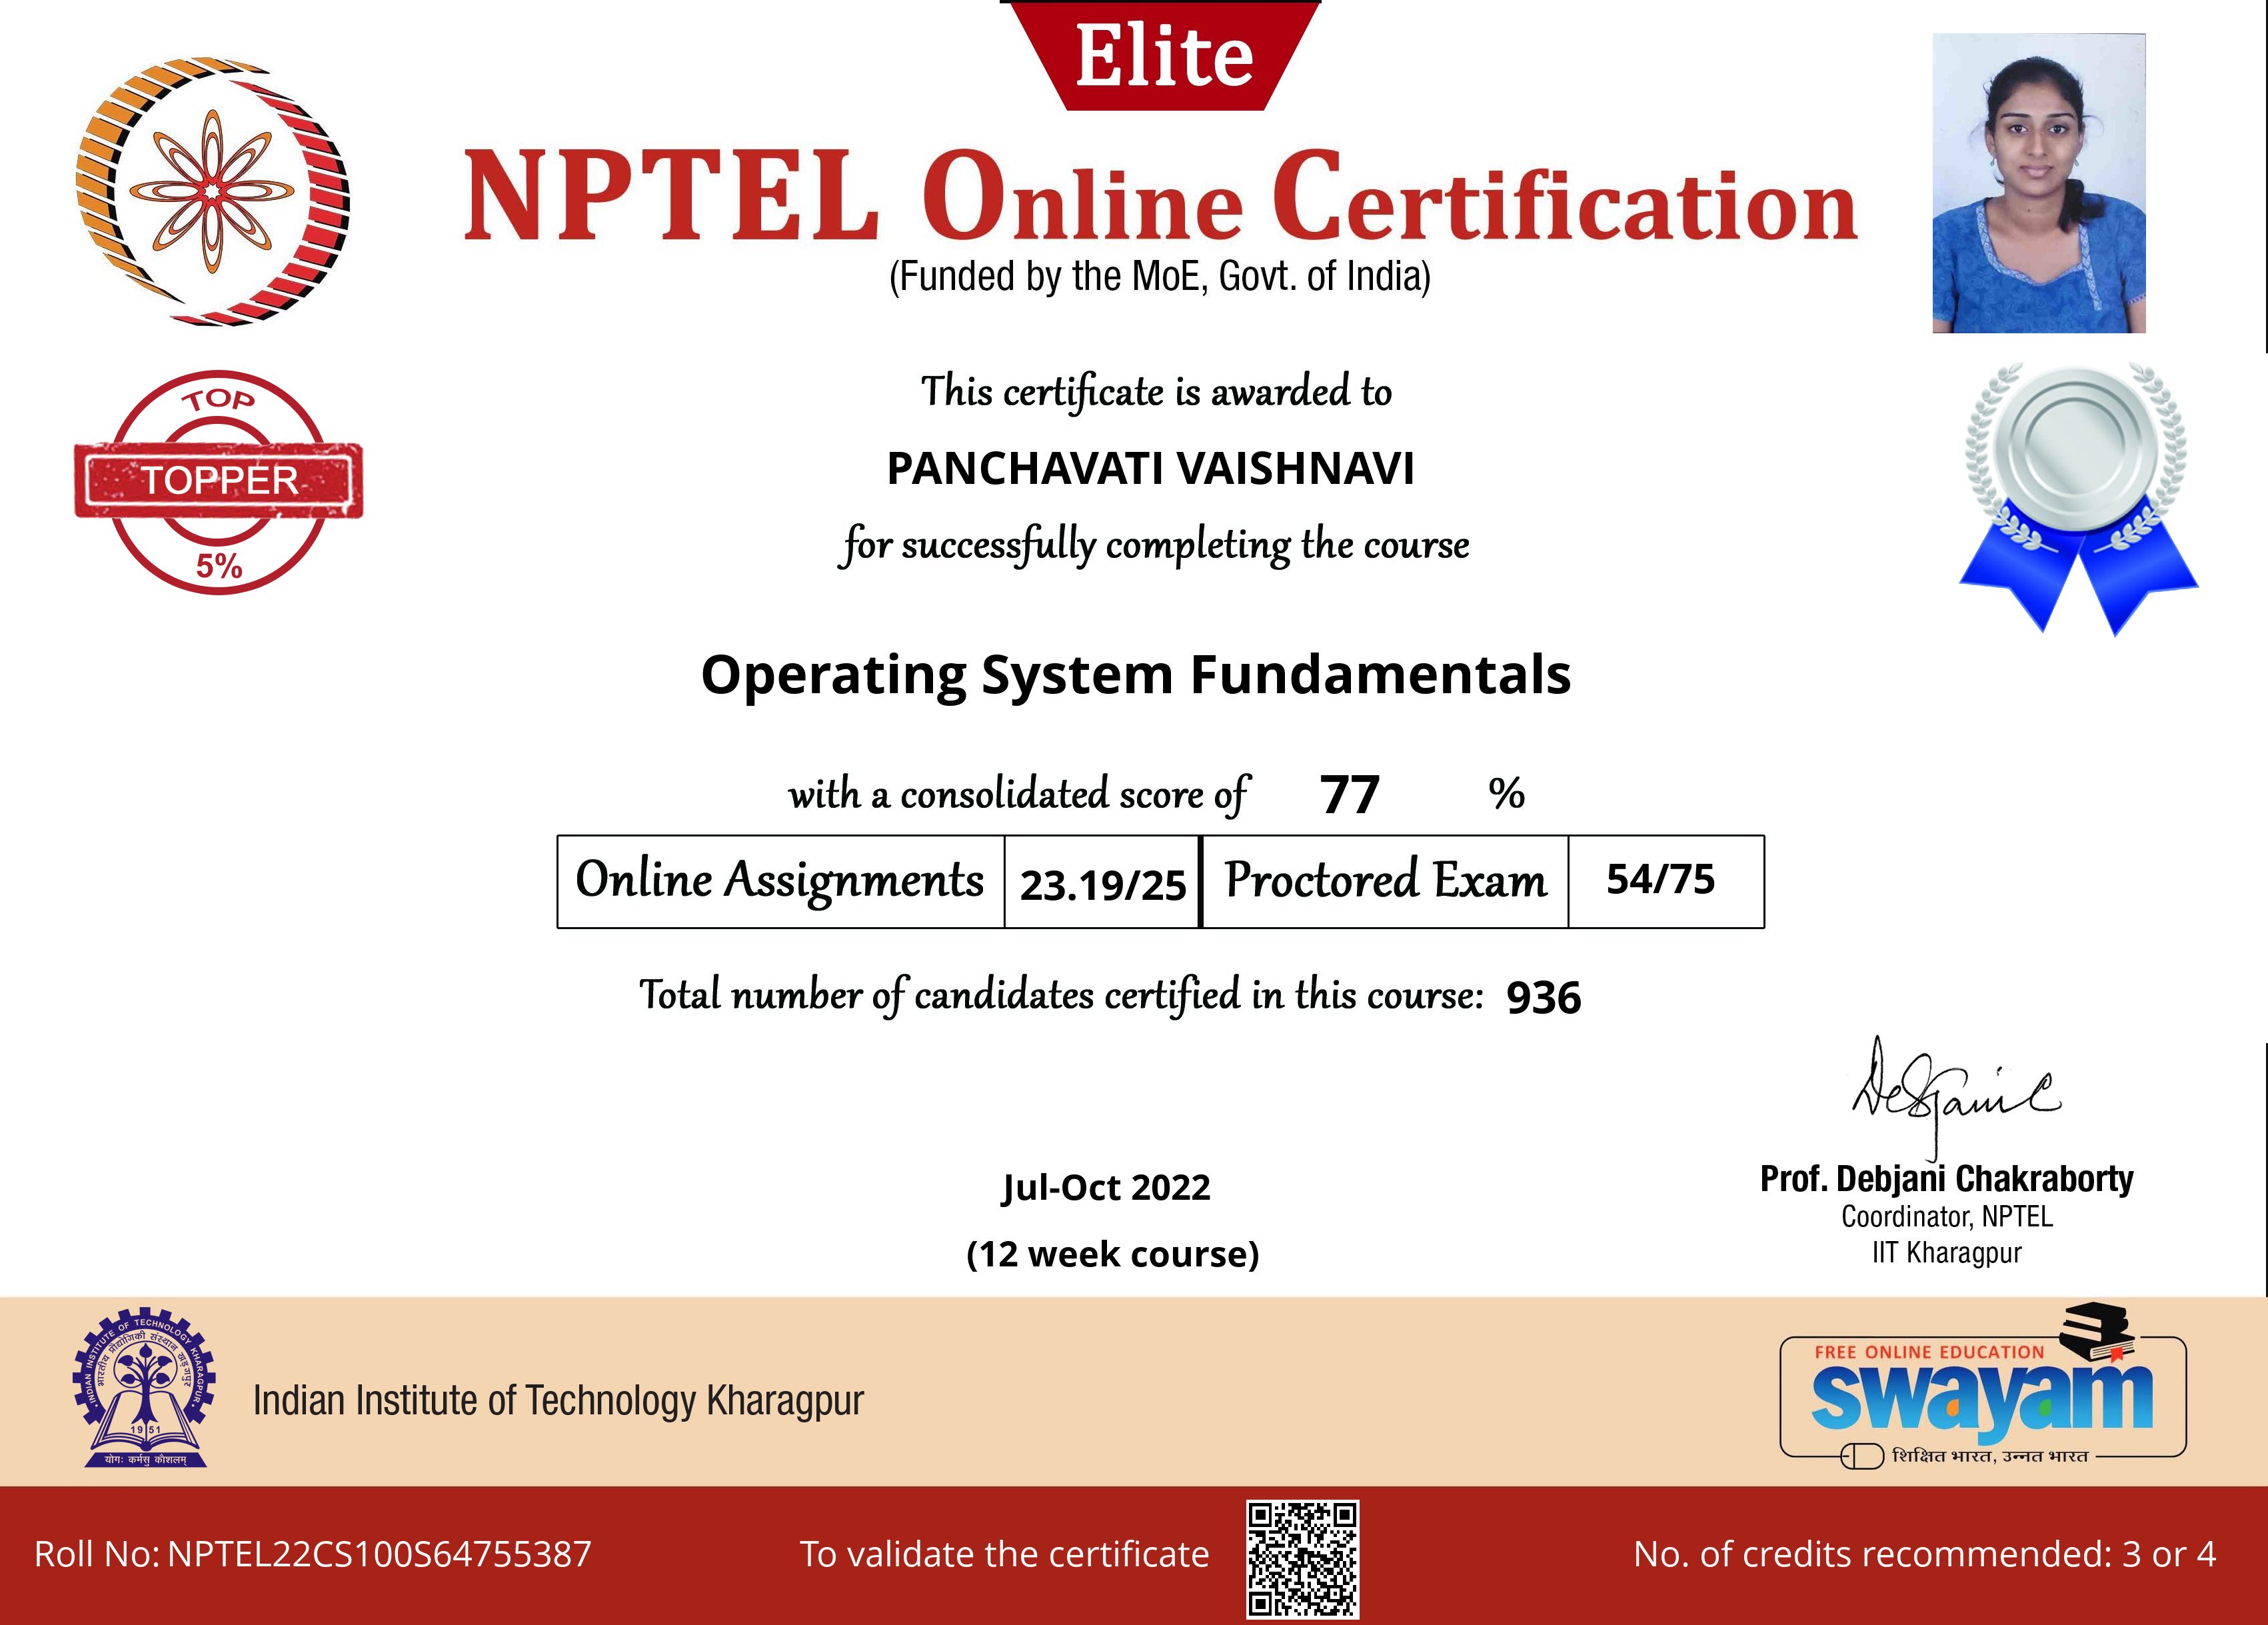 Elite
NPTEL Online Certification
(Funded by the MoE, Govt. of India)
TOP
TOPPER
5%
This certificate is awarded to
PANCHAVATI VAISHNAVI
for successfully completing the course
Operating System Fundamentals
with a consolidated score of 77 %
Online Assignments 23.19/25 Proctored Exam 54/75
Total number of candidates certified in this course: 936
Jul-Oct 2022
(12 week course)
Prof. Debjani Chakraborty
Coordinator, NPTEL
IIT Kharagpur
INDIAN INSTITUTE OF TECHNOLOGY KHARAGPUR
भारतीय प्रौद्योगिकी संस्थान खड़गपुर
1951
योगः कर्मसु कौशलम्
Indian Institute of Technology Kharagpur
FREE ONLINE EDUCATION
swayam
शिक्षित भारत, उन्नत भारत
Roll No: NPTEL22CS100S64755387
To validate the certificate
No. of credits recommended: 3 or 4